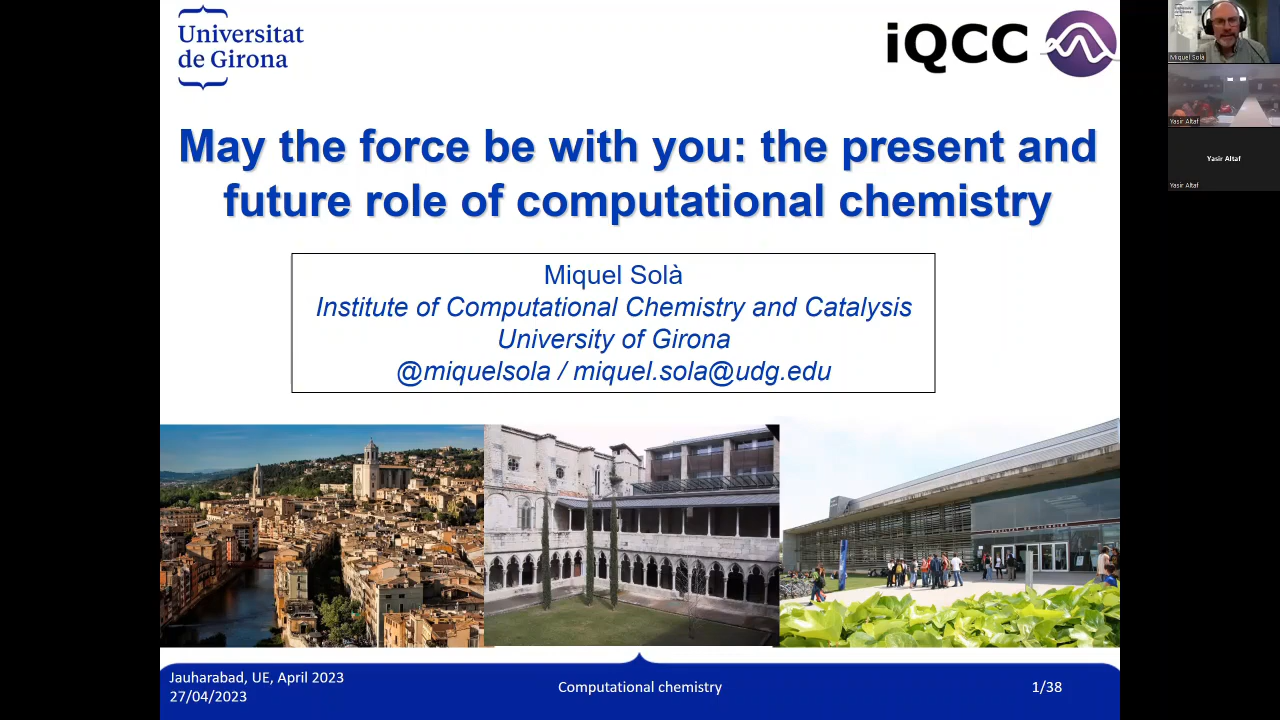 Universitat
de Girona
iQCC
May the force be with you: the present and
future role of computational chemistry
Miquel Solà
Institute of Computational Chemistry and Catalysis
University of Girona
@miquelsola / miquel.sola@udg.edu
Jauharabad, UE, April 2023
27/04/2023
Computational chemistry
1/38
Miquel Solà
Yasir Altaf
Yasir Altaf
Yasir Altaf